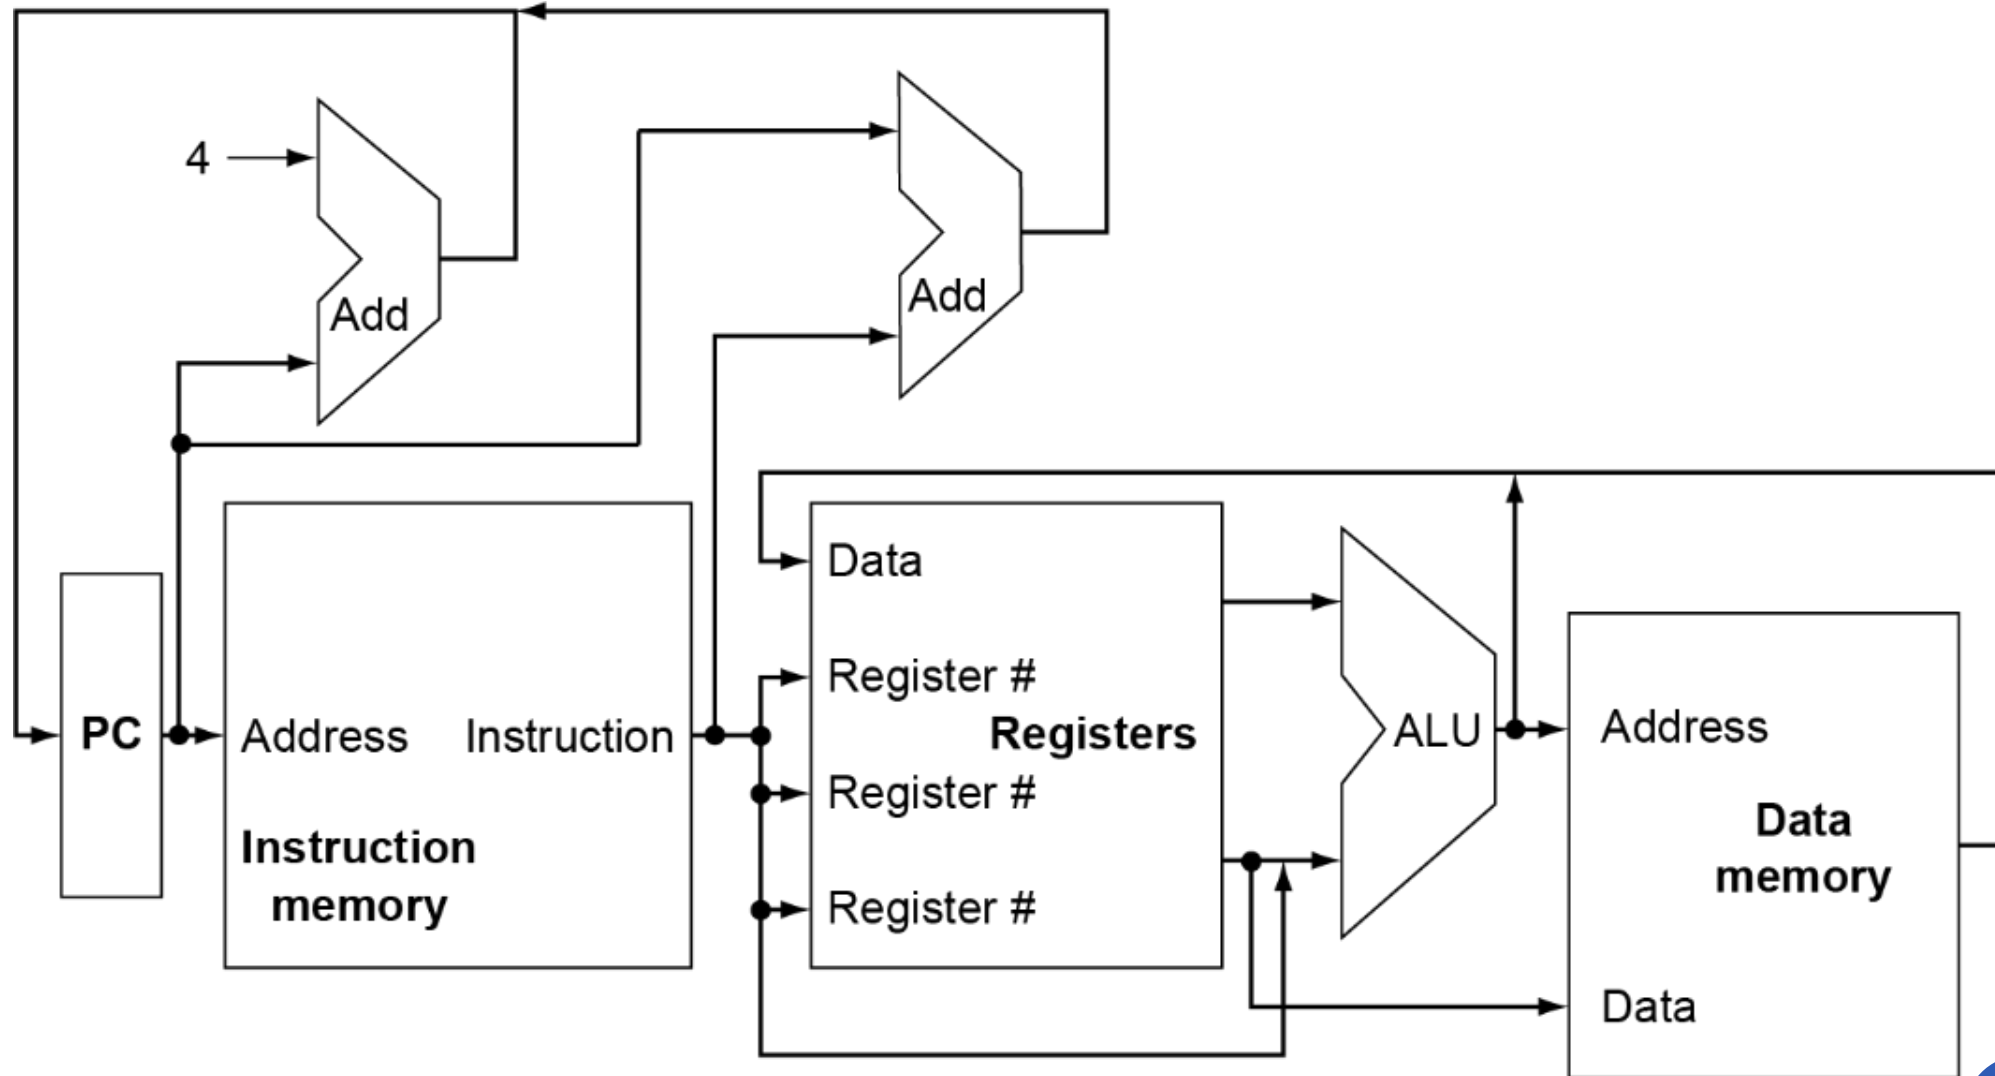 4
Add
Add
Data
Register #
PC
Address
Instruction
Registers
ALU
Address
Register #
Instruction
memory
Data
memory
Register #
Data